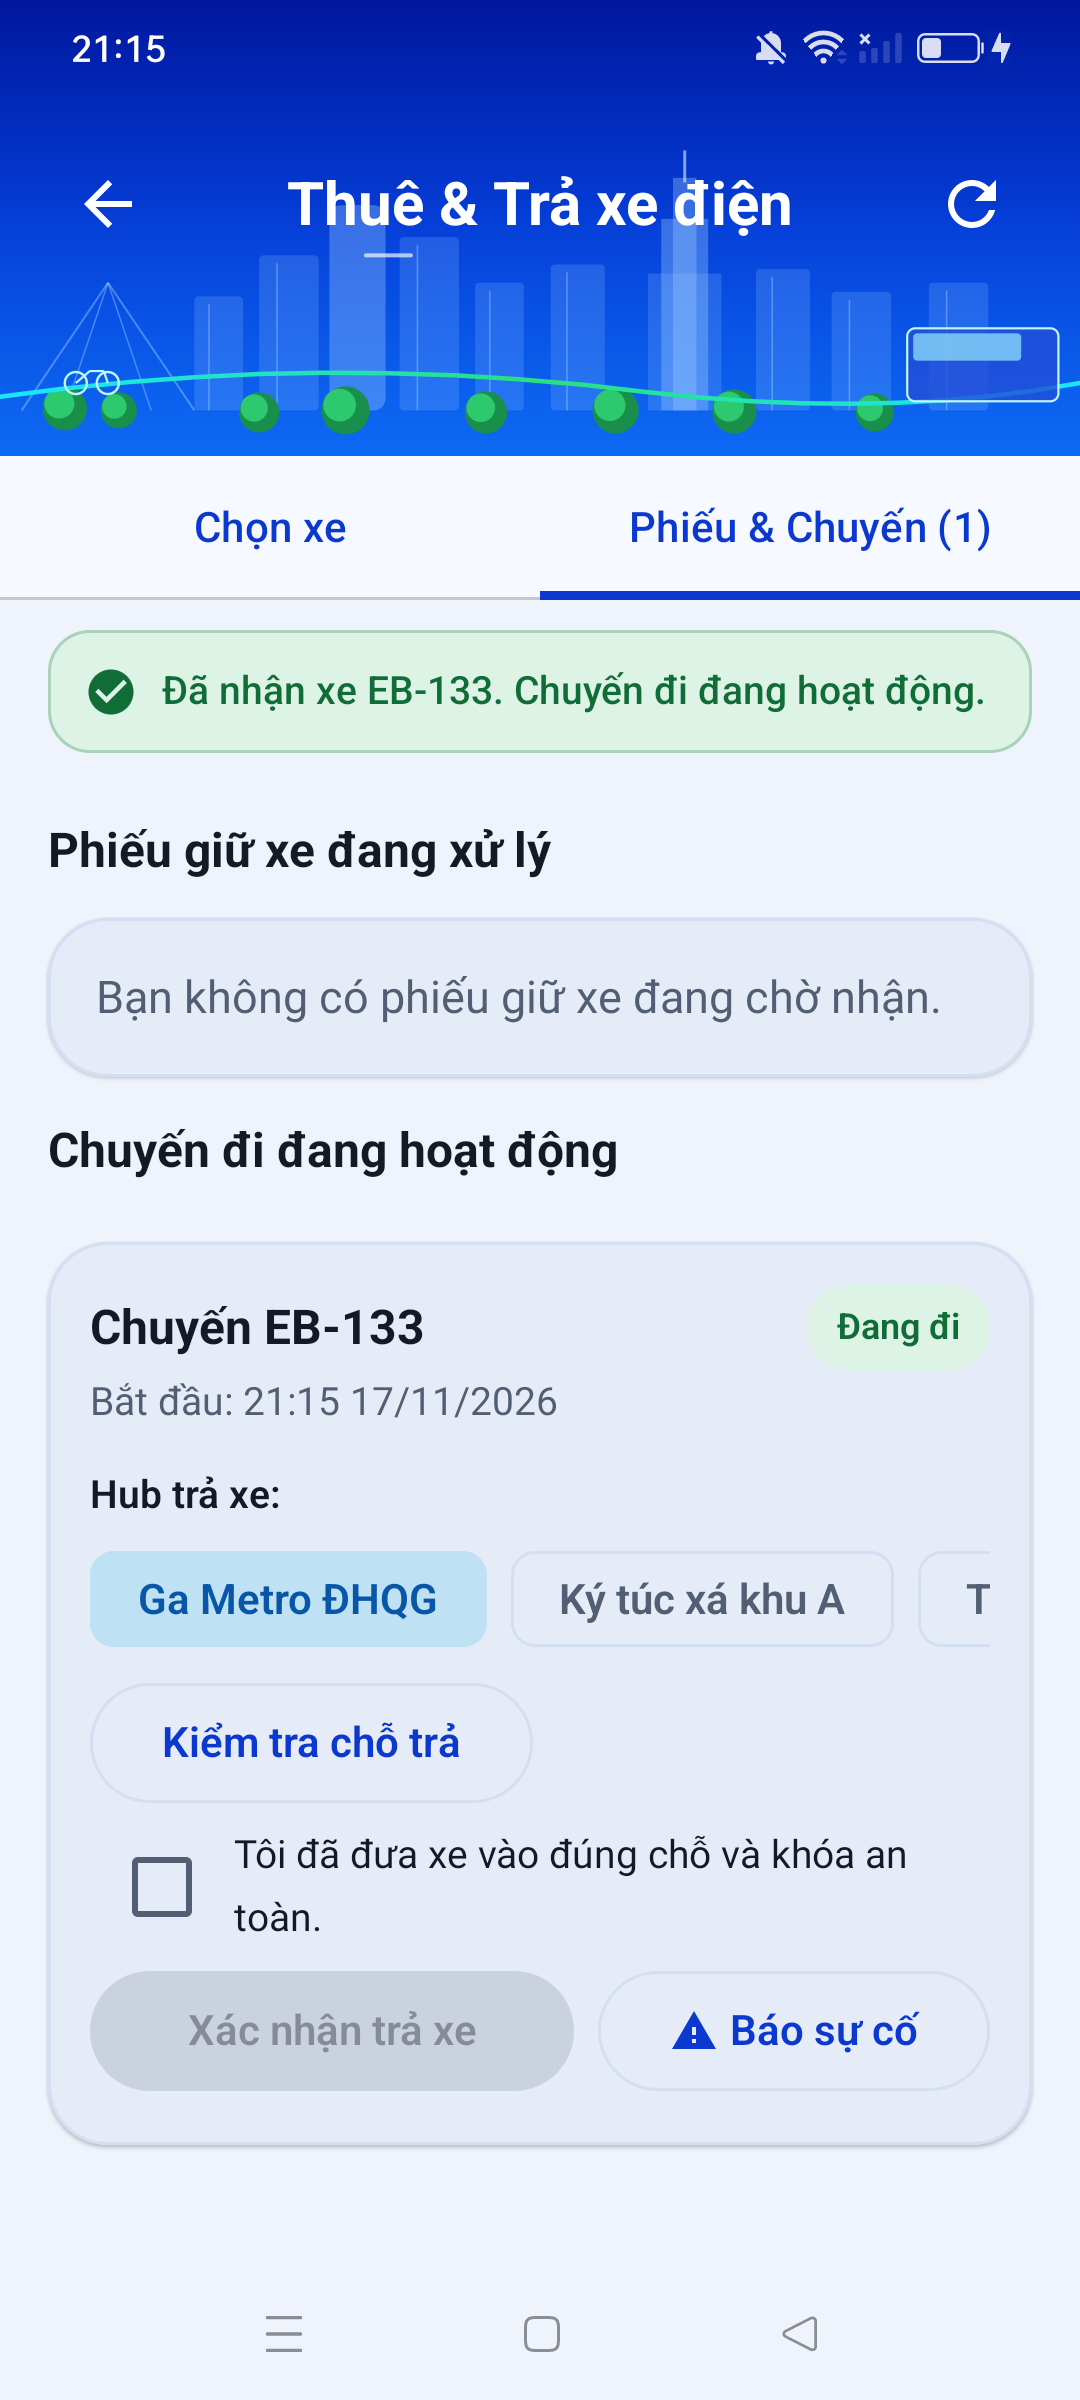 21:15
Thuê & Trả xe điện
Chọn xe
Phiếu & Chuyến (1)
Đã nhận xe EB-133. Chuyến đi đang hoạt động.
Phiếu giữ xe đang xử lý
Bạn không có phiếu giữ xe đang chờ nhận.
Chuyến đi đang hoạt động
Chuyến EB-133
Đang đi
Bắt đầu: 21:15 17/11/2026
Hub trả xe:
Ga Metro ĐHQG
Ký túc xá khu A
T
Kiểm tra chỗ trả
Tôi đã đưa xe vào đúng chỗ và khóa an
toàn.
Xác nhận trả xe
Báo sự cố